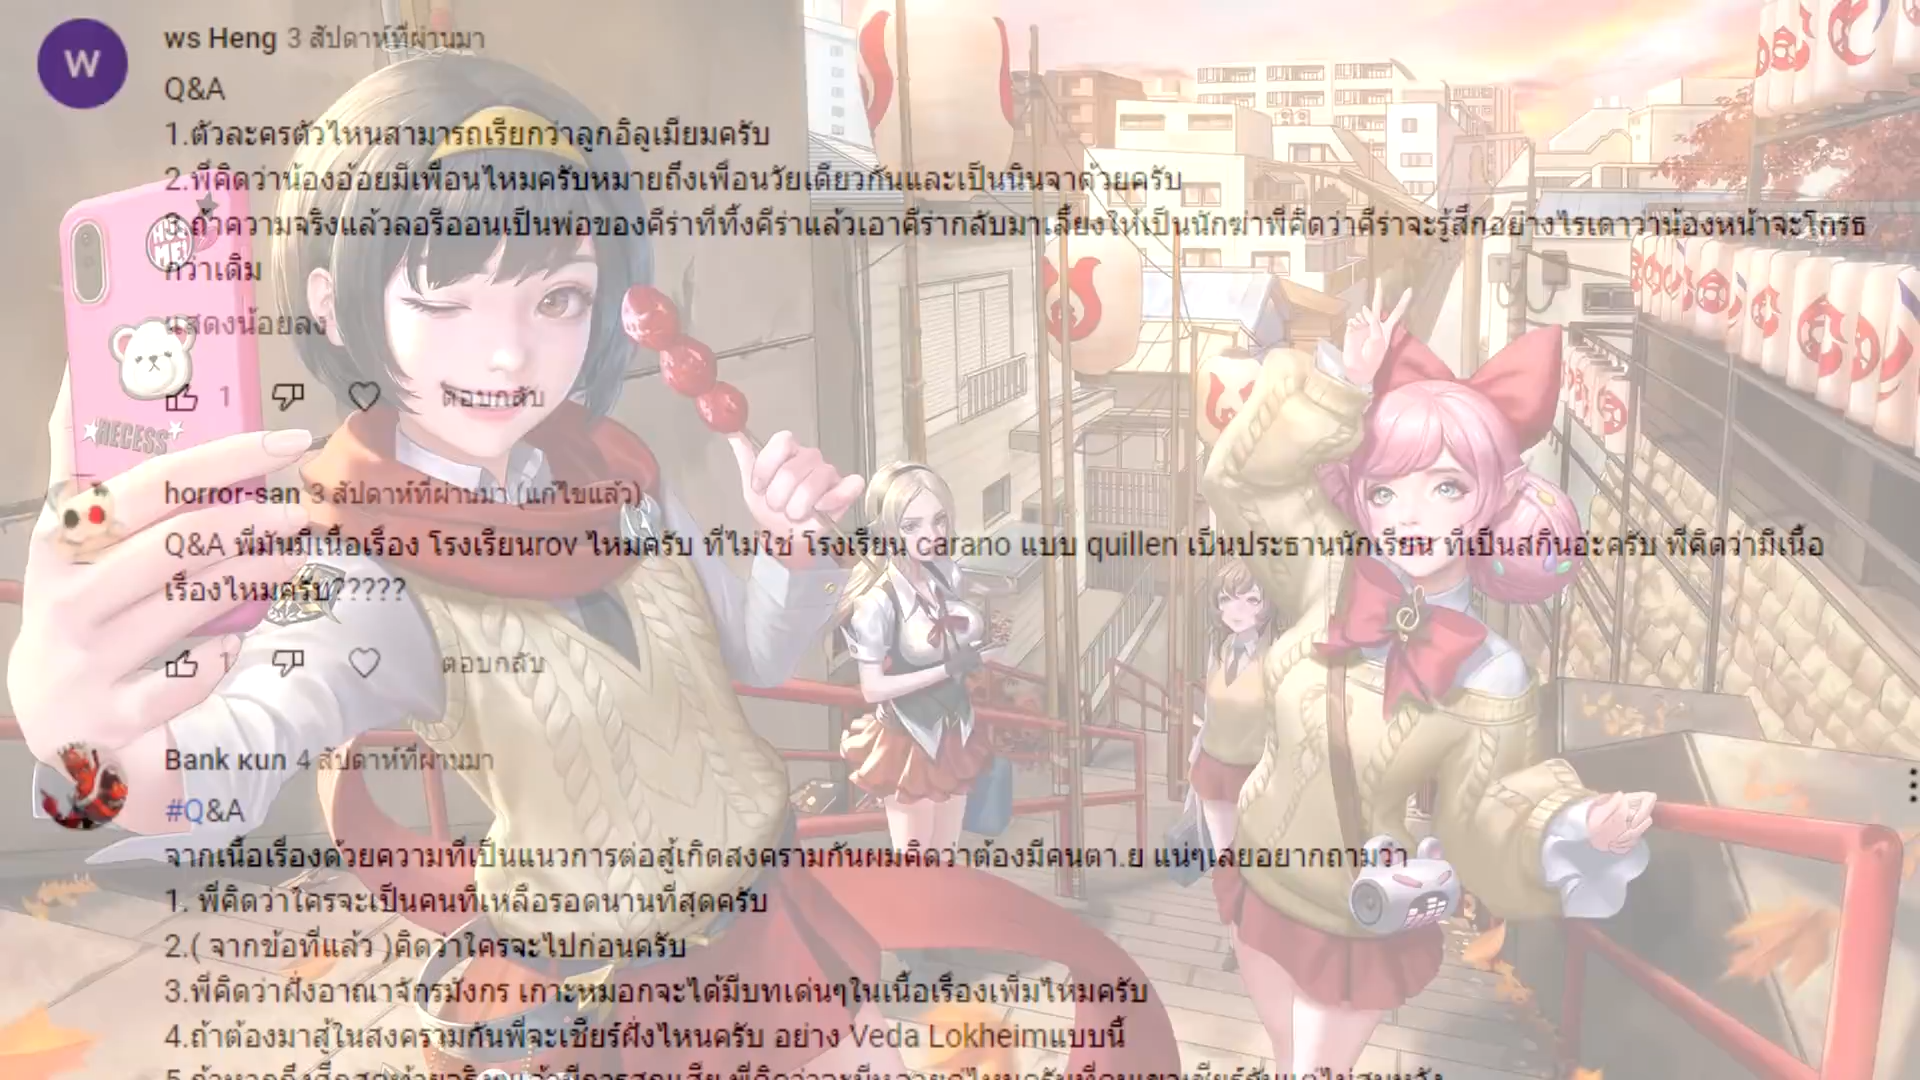 W
ws Heng 3 สัปดาห์ที่ผ่านมา
Q&A
1.ตัวละครตัวไหนสามารถเรียกว่าลูกอิลูเมียมครับ
2.พี่คิดว่าน้องอ้อยมีเพื่อนไหมครับหมายถึงเพื่อนวัยเดียวกันและเป็นนินจาด้วยครับ
3.ถ้าความจริงแล้วลอรีออนเป็นพ่อของคีร่าที่ทิ้งคีร่าแล้วเอาคีร่ากลับมาเลี้ยงให้เป็นนักฆ่าพี่คิดว่าคีร่าจะรู้สึกอย่างไรเดาว่าน้องหน้าจะโกรธ
กว่าเดิม
แสดงน้อยลง
1 ตอบกลับ
RECESS
horror-san 3 สัปดาห์ที่ผ่านมา (แก้ไขแล้ว)
Q&A พี่มันมีเนื้อเรื่อง โรงเรียนrov ไหมครับ ที่ไม่ใช่ โรงเรียน carano แบบ quillen เป็นประธานนักเรียน ที่เป็นสกินอ่ะครับ พี่คิดว่ามีเนื้อ
เรื่องไหมครับ?????
1 ตอบกลับ
Bank кun 4 สัปดาห์ที่ผ่านมา
#Q&A
จากเนื้อเรื่องด้วยความที่เป็นแนวการต่อสู้เกิดสงครามกันผมคิดว่าต้องมีคนตา.ย แน่ๆเลยอยากถามว่า
1. พี่คิดว่าใครจะเป็นคนที่เหลือรอดนานที่สุดครับ
2.( จากข้อที่แล้ว )คิดว่าใครจะไปก่อนครับ
3.พี่คิดว่าฝั่งอาณาจักรมังกร เกาะหมอกจะได้มีบทเด่นๆในเนื้อเรื่องเพิ่มไหมครับ
4.ถ้าต้องมาสู้ในสงครามกันพี่จะเชียร์ฝั่งไหนครับ อย่าง Veda Lokheimแบบนี้